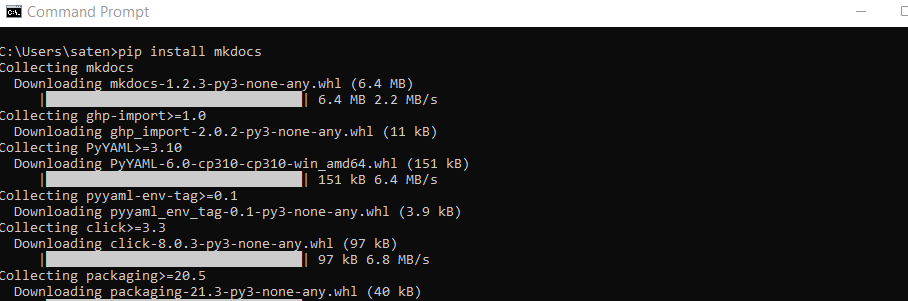 Command Prompt
C:\Users\saten>pip install mkdocs
Collecting mkdocs
  Downloading mkdocs-1.2.3-py3-none-any.whl (6.4 MB)
     |████████████████████████████████| 6.4 MB 2.2 MB/s
Collecting ghp-import>=1.0
  Downloading ghp_import-2.0.2-py3-none-any.whl (11 kB)
Collecting PyYAML>=3.10
  Downloading PyYAML-6.0-cp310-cp310-win_amd64.whl (151 kB)
     |████████████████████████████████| 151 kB 6.4 MB/s
Collecting pyyaml-env-tag>=0.1
  Downloading pyyaml_env_tag-0.1-py3-none-any.whl (3.9 kB)
Collecting click>=3.3
  Downloading click-8.0.3-py3-none-any.whl (97 kB)
     |████████████████████████████████| 97 kB 6.8 MB/s
Collecting packaging>=20.5
  Downloading packaging-21.3-py3-none-any.whl (40 kB)